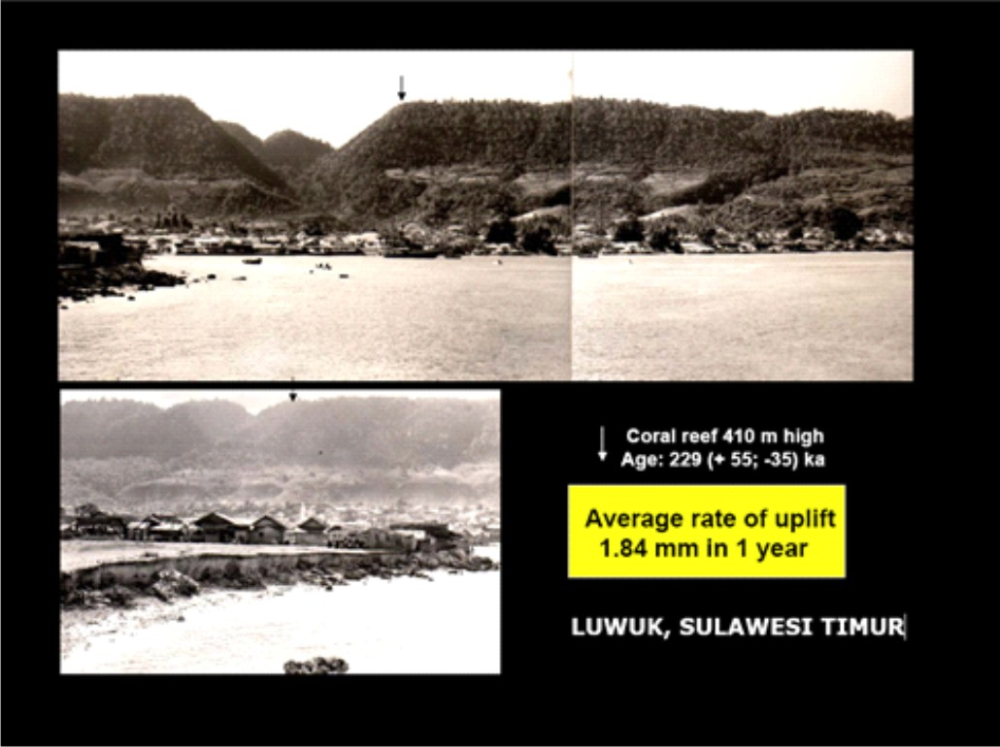 Coral reef 410 m high
Age: 229 (+ 55; -35) ka
Average rate of uplift
1.84 mm in 1 year
LUWUK, SULAWESI TIMUR